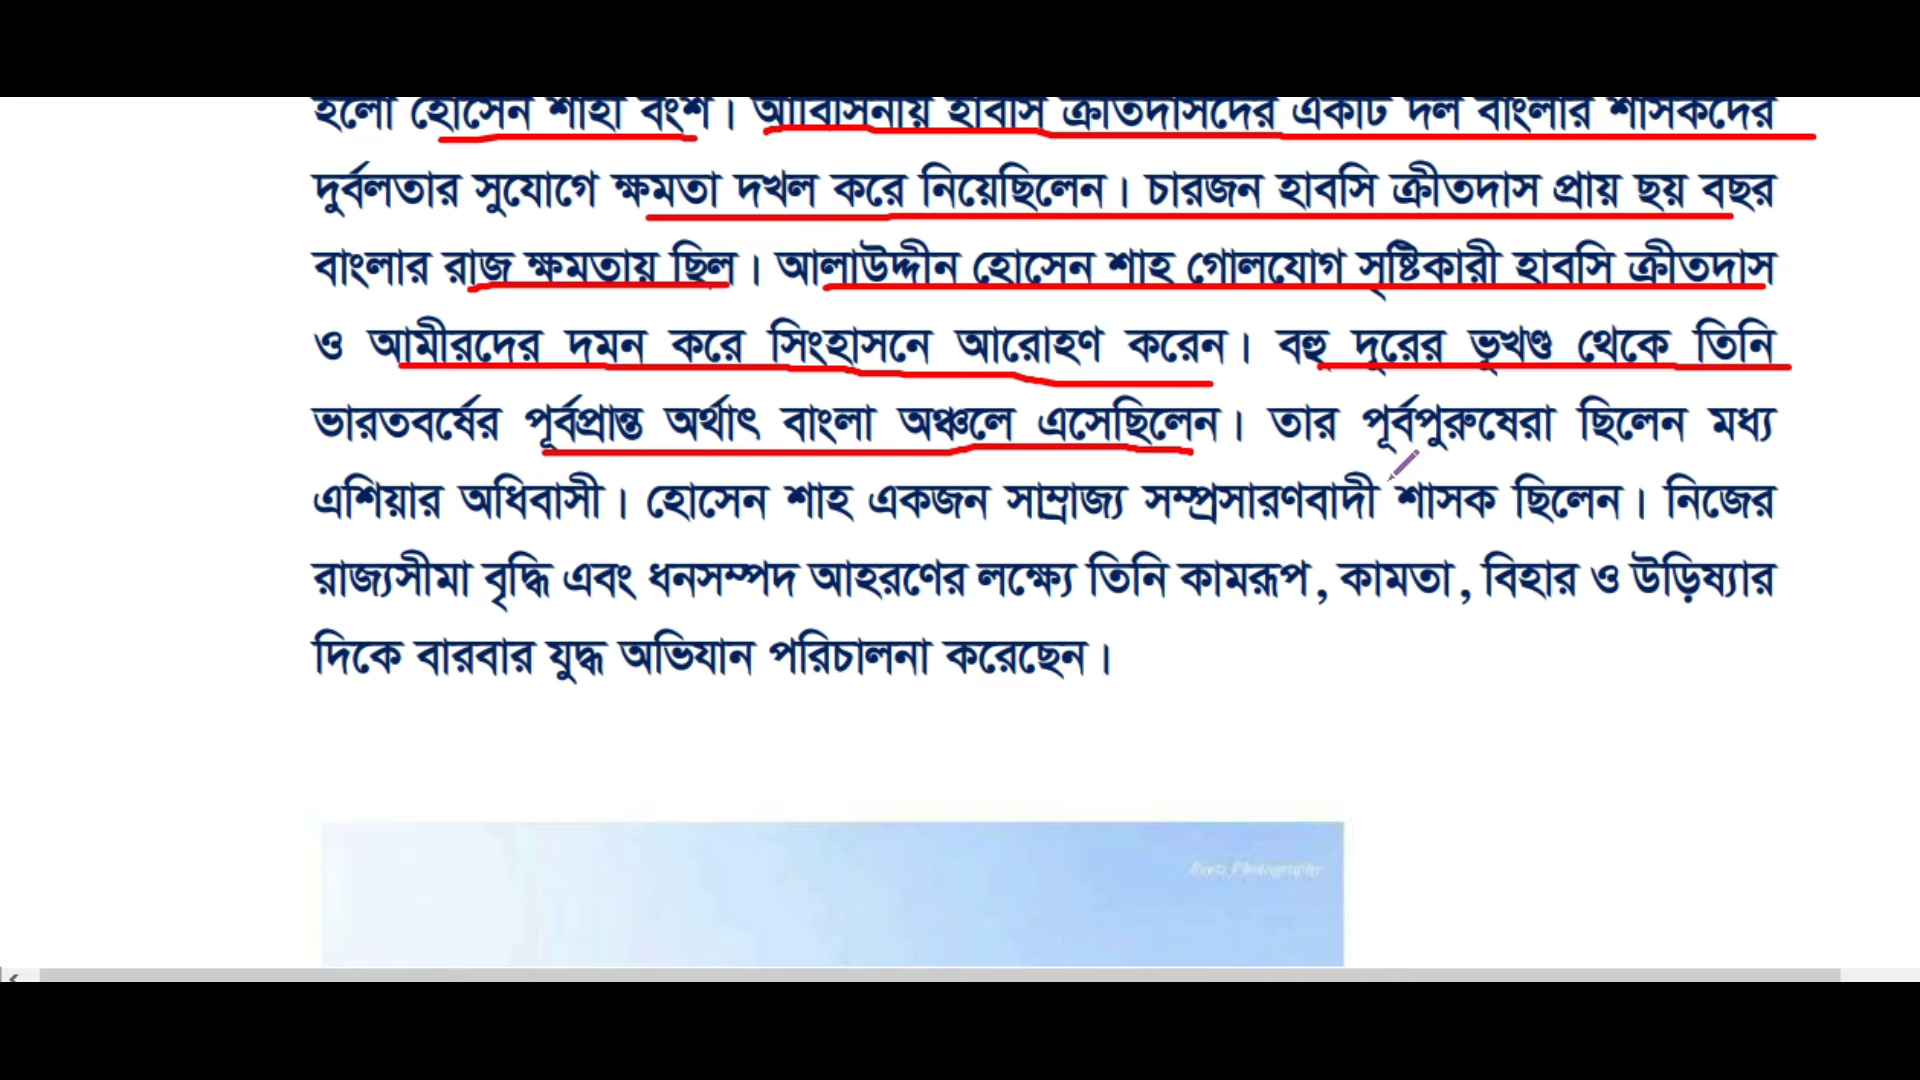 হলো হোসেন শাহী বংশ। আবিসিনীয় হাবসি ক্রীতদাসদের একটি দল বাংলার শাসকদের
দুর্বলতার সুযোগে ক্ষমতা দখল করে নিয়েছিলেন। চারজন হাবসি ক্রীতদাস প্রায় ছয় বছর
বাংলার রাজ ক্ষমতায় ছিল। আলাউদ্দীন হোসেন শাহ গোলযোগ সৃষ্টিকারী হাবসি ক্রীতদাস
ও আমীরদের দমন করে সিংহাসনে আরোহণ করেন। বহু দূরের ভূখণ্ড থেকে তিনি
ভারতবর্ষের পূর্বপ্রান্ত অর্থাৎ বাংলা অঞ্চলে এসেছিলেন। তার পূর্বপুরুষেরা ছিলেন মধ্য
এশিয়ার অধিবাসী। হোসেন শাহ একজন সাম্রাজ্য সম্প্রসারণবাদী শাসক ছিলেন। নিজের
রাজ্যসীমা বৃদ্ধি এবং ধনসম্পদ আহরণের লক্ষ্যে তিনি কামরূপ, কামতা, বিহার ও উড়িষ্যার
দিকে বারবার যুদ্ধ অভিযান পরিচালনা করেছেন।
Photography